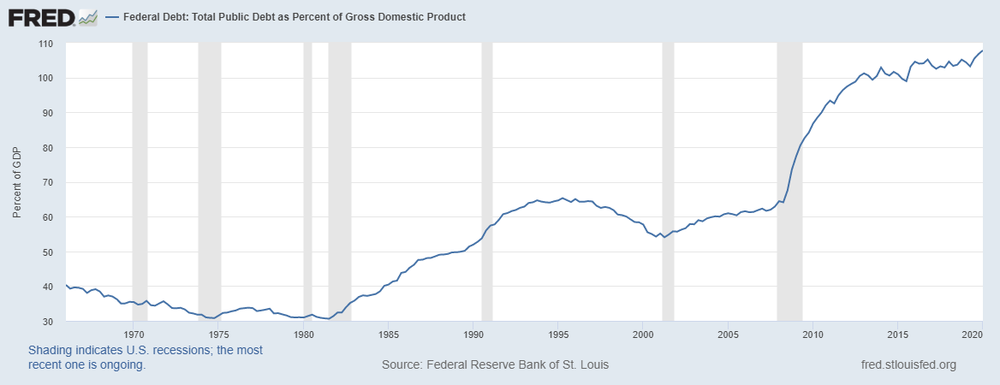 FRED Federal Debt: Total Public Debt as Percent of Gross Domestic Product
110
100
90
80
70
60
50
40
30
Percent of GDP
1970 1975 1980 1985 1990 1995 2000 2005 2010 2015 2020
Shading indicates U.S. recessions; the most
recent one is ongoing.
Source: Federal Reserve Bank of St. Louis
fred.stlouisfed.org